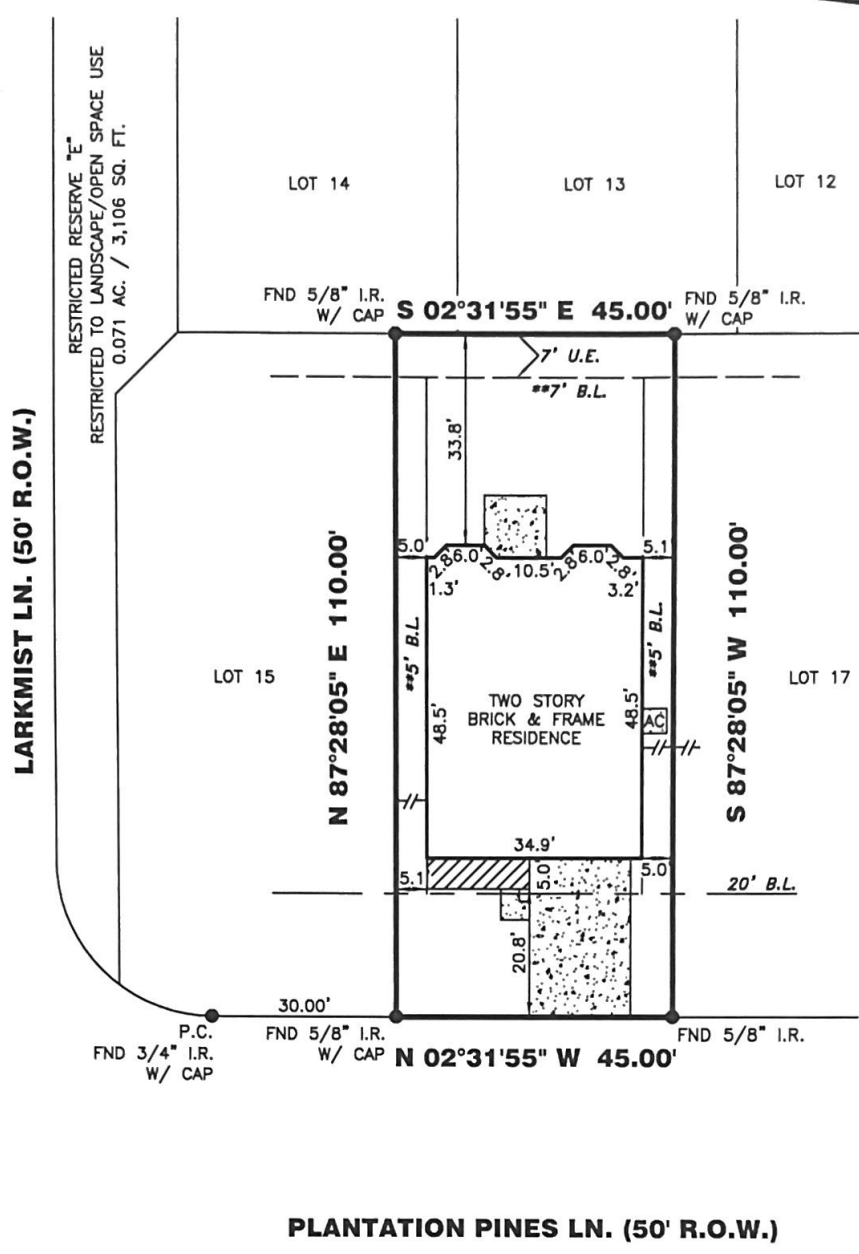 RESTRICTED RESERVE "E"
RESTRICTED TO LANDSCAPE/OPEN SPACE USE
0.071 AC. / 3,106 SQ. FT.
LOT 14
LOT 13
LOT 12
FND 5/8" I.R.
W/ CAP
S 02°31'55" E 45.00'
FND 5/8" I.R.
W/ CAP
7' U.E.
**7' B.L.
33.8'
LARKMIST LN. (50' R.O.W.)
5.0'
2.8'
6.0'
2.8'
10.5'
2.8'
6.0'
2.8'
5.1'
1.3'
3.2'
N 87°28'05" E 110.00'
S 87°28'05" W 110.00'
**5' B.L.
**5' B.L.
LOT 15
LOT 17
48.5'
TWO STORY
BRICK & FRAME
RESIDENCE
48.5'
AC
34.9'
5.1
5.0'
5.0'
20' B.L.
20.8'
30.00'
P.C.
FND 3/4" I.R.
W/ CAP
FND 5/8" I.R.
W/ CAP
N 02°31'55" W 45.00'
FND 5/8" I.R.
PLANTATION PINES LN. (50' R.O.W.)